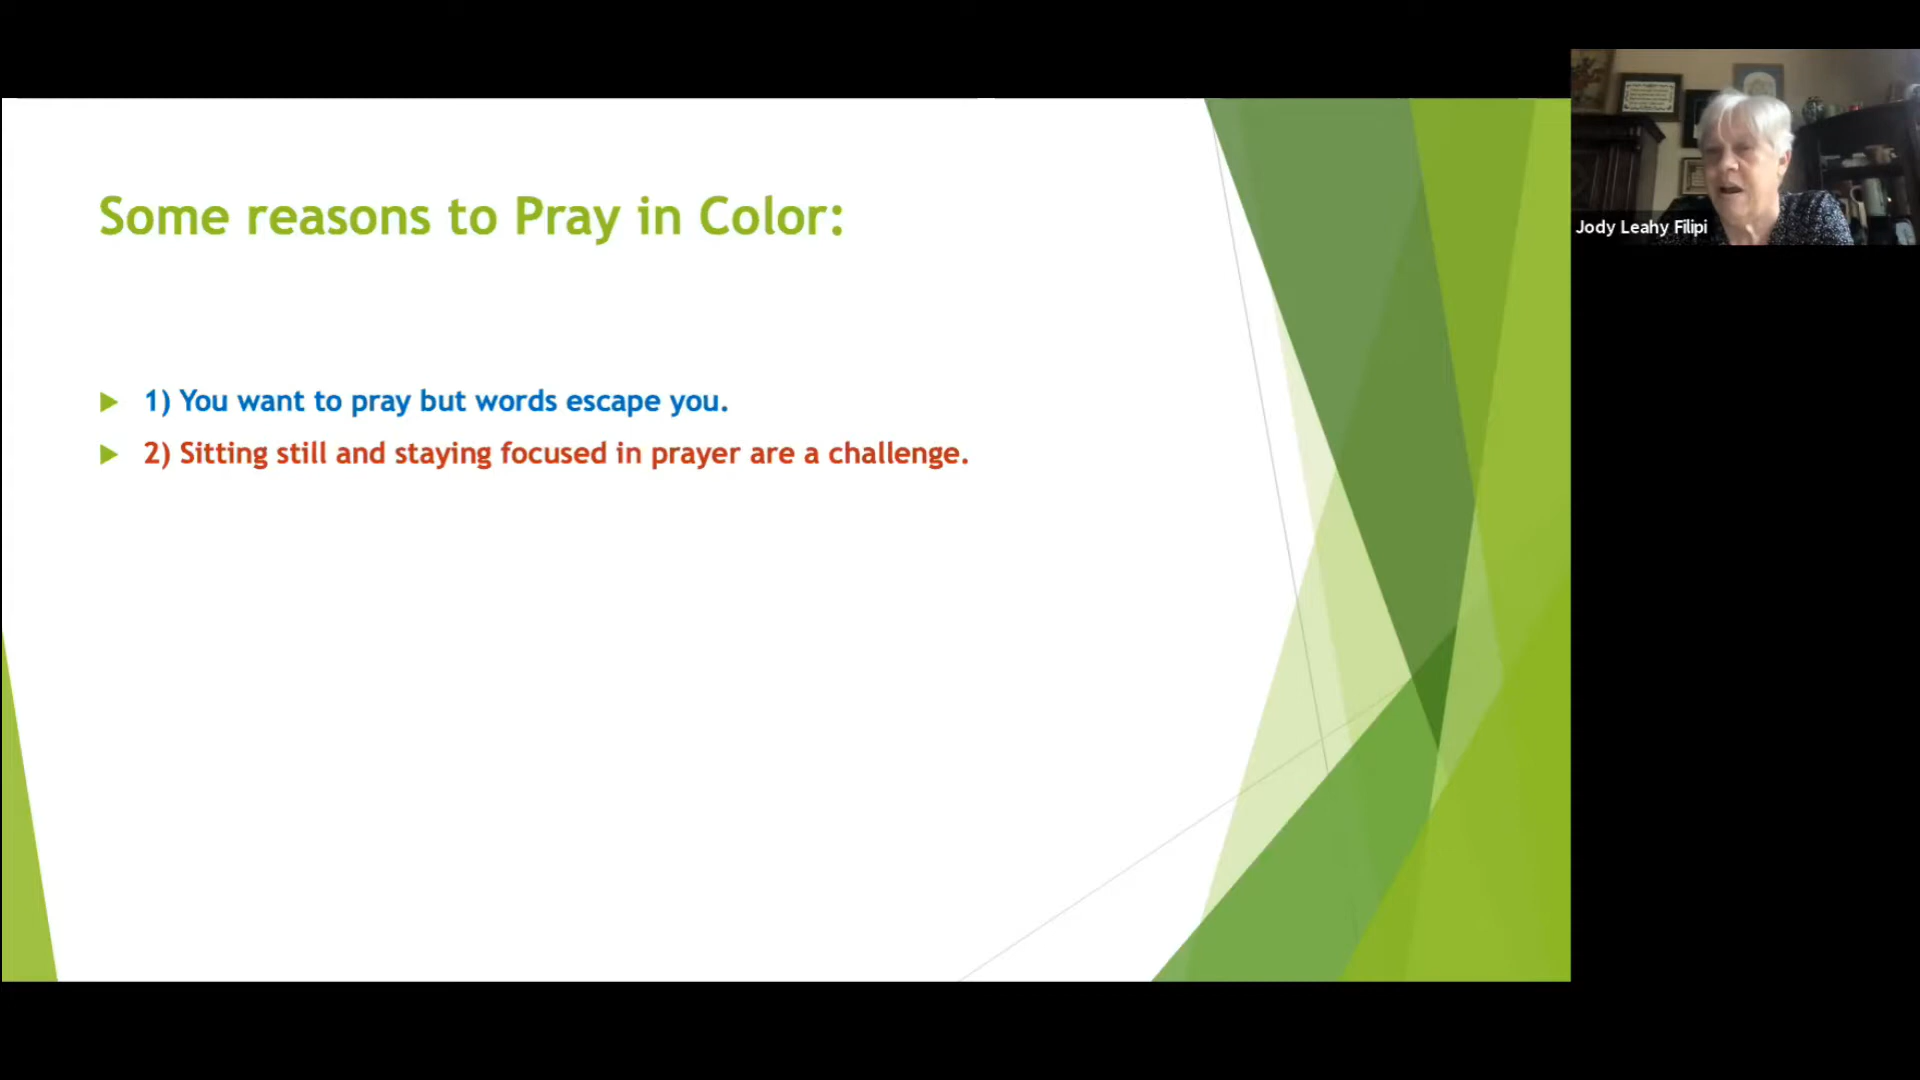 Some reasons to Pray in Color:
1) You want to pray but words escape you.
2) Sitting still and staying focused in prayer are a challenge.
Jody Leahy Filipi